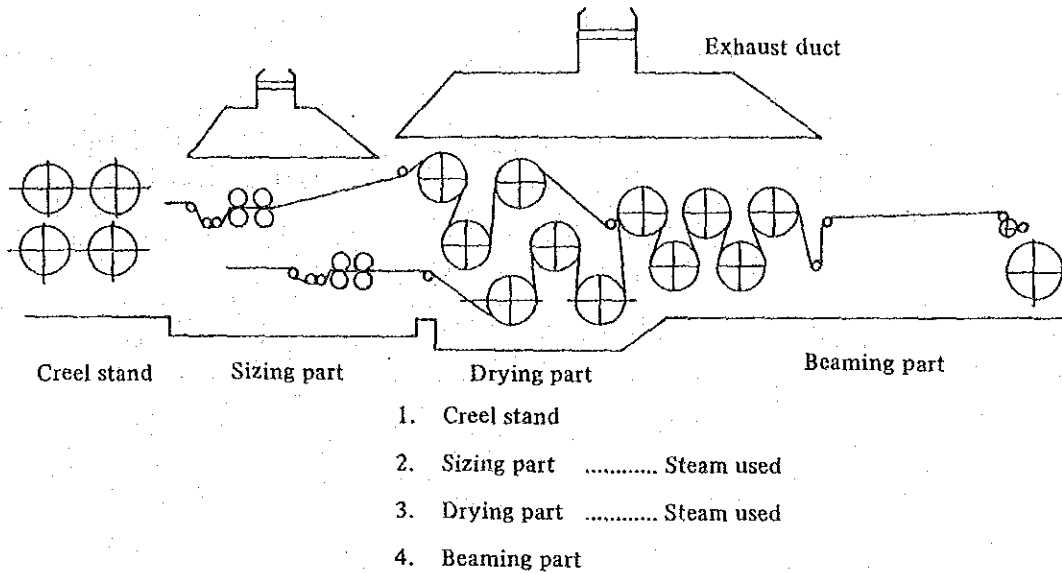 Exhaust duct
Creel stand Sizing part Drying part Beaming part
1. Creel stand
2. Sizing part ............ Steam used
3. Drying part ............ Steam used
4. Beaming part